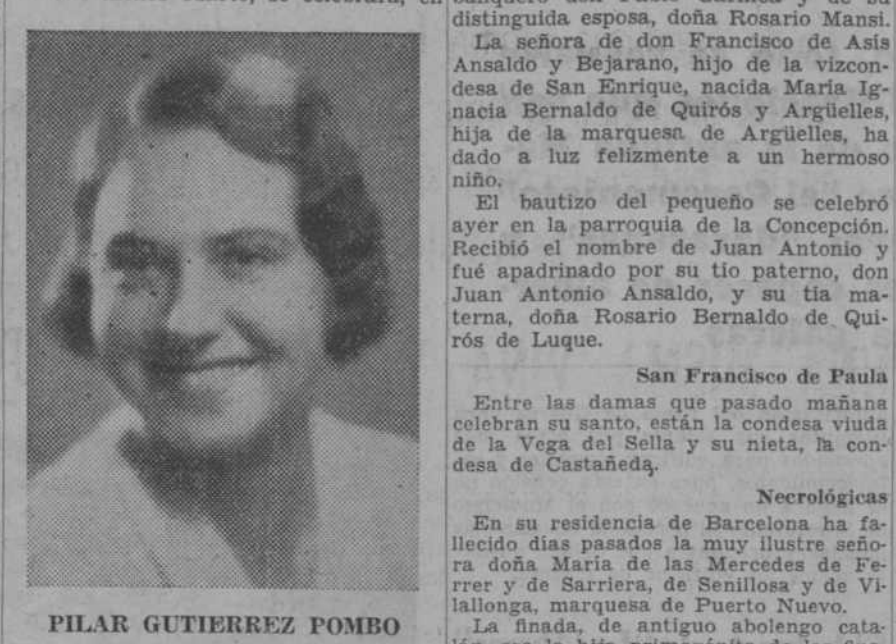 PILAR GUTIERREZ POMBO
distinguida esposa, doña Rosario Mansi.
La señora de don Francisco de Asís
Ansaldo y Bejarano, hijo de la vizcon-
desa de San Enrique, nacida María Ig-
nacia Bernaldo de Quirós y Argüelles,
hija de la marquesa de Argüelles, ha
dado a luz felizmente a un hermoso
niño.
El bautizo del pequeño se celebró
ayer en la parroquia de la Concepción.
Recibió el nombre de Juan Antonio y
fué apadrinado por su tío paterno, don
Juan Antonio Ansaldo, y su tía ma-
terna, doña Rosario Bernaldo de Qui-
rós de Luque.
San Francisco de Paula
Entre las damas que pasado mañana
celebran su santo, están la condesa viuda
de la Vega del Sella y su nieta, la con-
desa de Castañeda.
Necrológicas
En su residencia de Barcelona ha fa-
llecido días pasados la muy ilustre seño-
ra doña María de las Mercedes de Fe-
rrer y de Sarriera, de Senillosa y de Vi-
lallonga, marquesa de Puerto Nuevo.
La finada, de antiguo abolengo cata-